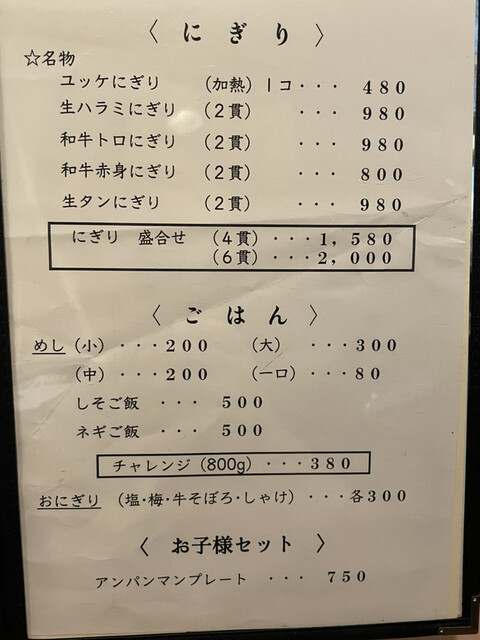 〈 にぎり 〉
☆名物
ユッケにぎり (加熱) 1コ・・・ 480
生ハラミにぎり (2貫) ・・・ 980
和牛トロにぎり (2貫) ・・・ 980
和牛赤身にぎり (2貫) ・・・ 800
生タンにぎり (2貫) ・・・ 980
にぎり 盛合せ (4貫) ・・・1,580
(6貫) ・・・2,000
〈 ごはん 〉
めし (小) ・・・200 (大) ・・・300
(中) ・・・200 (一口) ・・・80
しそご飯 ・・・ 500
ネギご飯 ・・・ 500
チャレンジ (800g) ・・・380
おにぎり (塩・梅・牛そぼろ・しゃけ) ・・・各300
〈 お子様セット 〉
アンパンマンプレート ・・・ 750